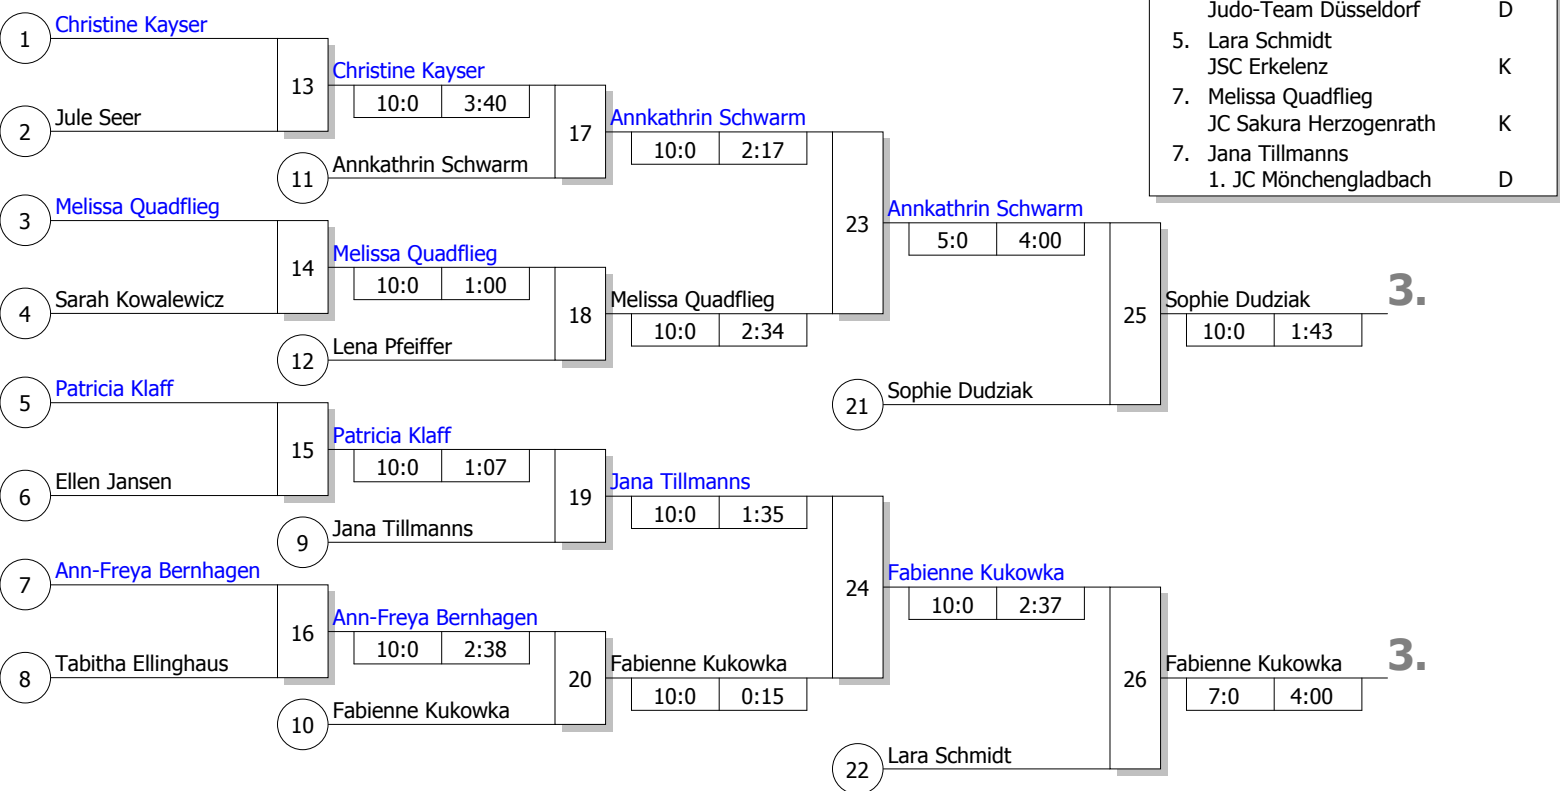 Judo-Team Düsseldorf D
5. Lara Schmidt
JSC Erkelenz K
7. Melissa Quadflieg
JC Sakura Herzogenrath K
7. Jana Tillmanns
1. JC Mönchengladbach D
1 Christine Kayser
13
Christine Kayser
10:0 3:40
2 Jule Seer
17
Annkathrin Schwarm
10:0 2:17
11 Annkathrin Schwarm
3 Melissa Quadflieg
23
Annkathrin Schwarm
5:0 4:00
14
Melissa Quadflieg
10:0 1:00
4 Sarah Kowalewicz
18
Melissa Quadflieg
10:0 2:34
25
Sophie Dudziak
10:0 1:43
3.
12 Lena Pfeiffer
5 Patricia Klaff
21 Sophie Dudziak
15
Patricia Klaff
10:0 1:07
6 Ellen Jansen
19
Jana Tillmanns
10:0 1:35
9 Jana Tillmanns
7 Ann-Freya Bernhagen
24
Fabienne Kukowka
10:0 2:37
16
Ann-Freya Bernhagen
10:0 2:38
8 Tabitha Ellinghaus
20
Fabienne Kukowka
10:0 0:15
26
Fabienne Kukowka
7:0 4:00
3.
10 Fabienne Kukowka
22 Lara Schmidt